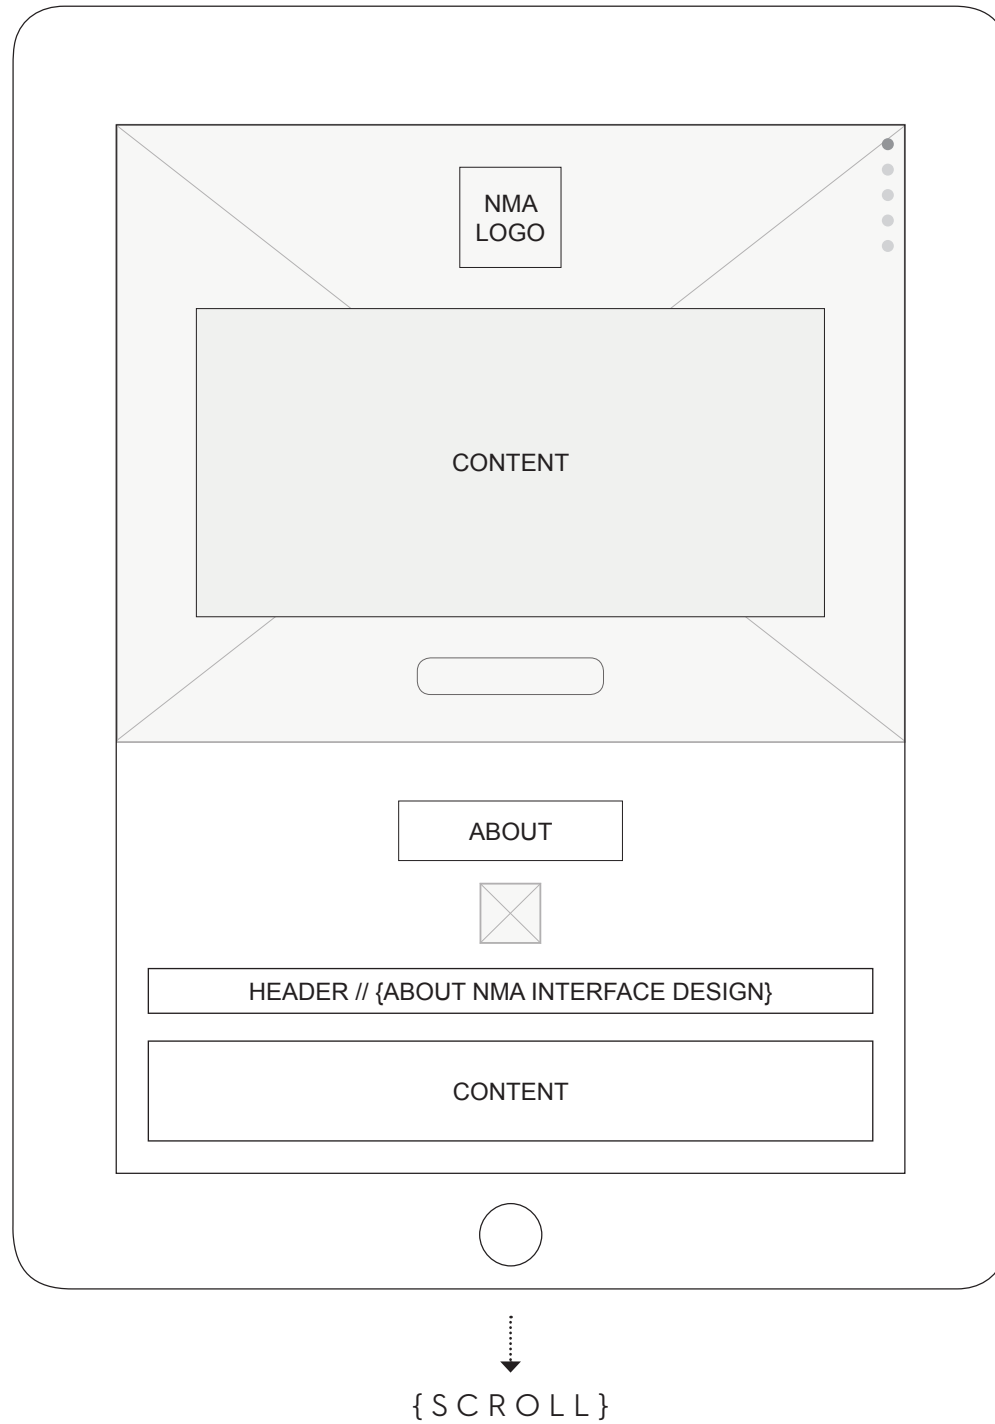 NMA
LOGO
CONTENT
ABOUT
HEADER // {ABOUT NMA INTERFACE DESIGN}
CONTENT
{SCROLL}